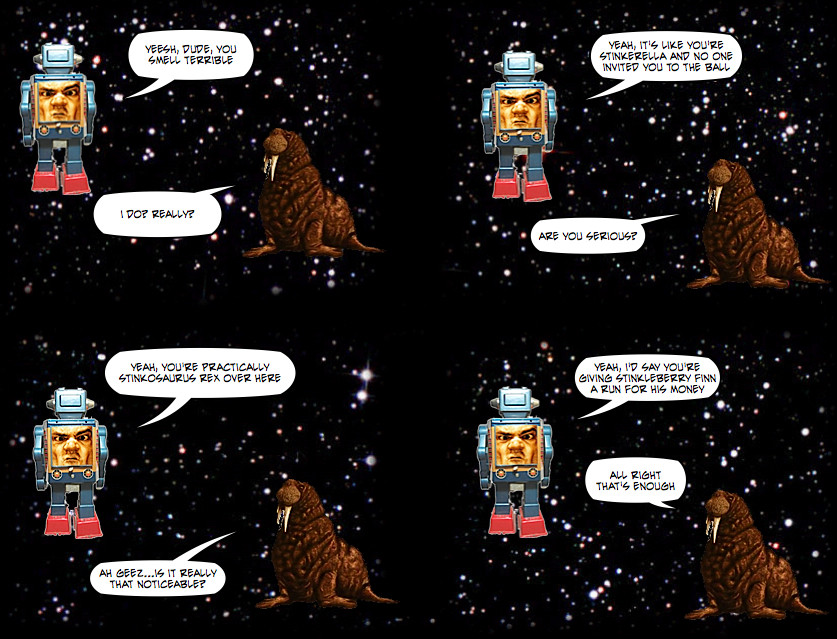 YEESH, DUDE, YOU
SMELL TERRIBLE
I DO? REALLY?
YEAH, IT'S LIKE YOU'RE
STINKERELLA AND NO ONE
INVITED YOU TO THE BALL
ARE YOU SERIOUS?
YEAH, YOU'RE PRACTICALLY
STINKOSAURUS REX OVER HERE
AH GEEZ...IS IT REALLY
THAT NOTICEABLE?
YEAH, I'D SAY YOU'RE
GIVING STINKLEBERRY FINN
A RUN FOR HIS MONEY
ALL RIGHT
THAT'S ENOUGH